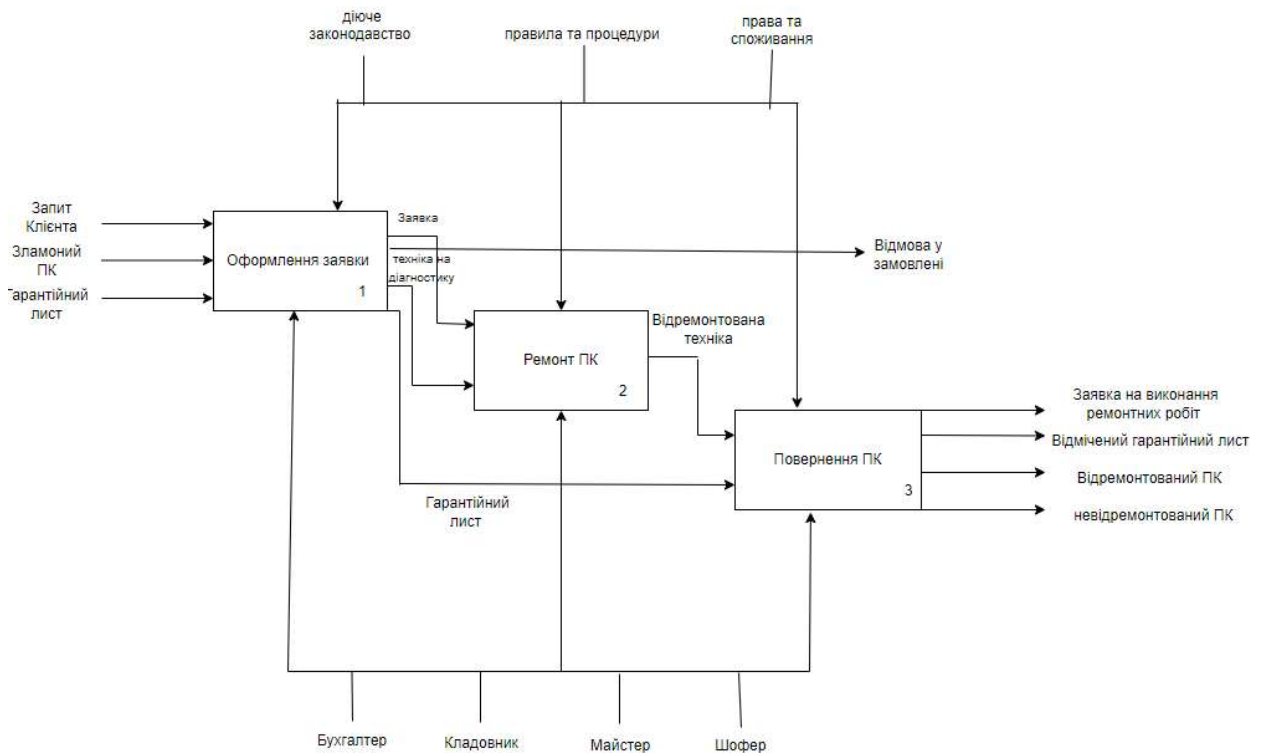 діюче
законодавство
правила та процедури
права та
споживання
Запит
Клієнта
Зламоний
ПК
Гарантійний
лист
Оформлення заявки
1
Заявка
техніка на
діагностику
Відмова у
замовлені
Ремонт ПК
2
Відремонтована
техніка
Повернення ПК
3
Гарантійний
лист
Заявка на виконання
ремонтних робіт
Відмічений гарантійний лист
Відремонтований ПК
невідремонтований ПК
Бухгалтер
Кладовник
Майстер
Шофер